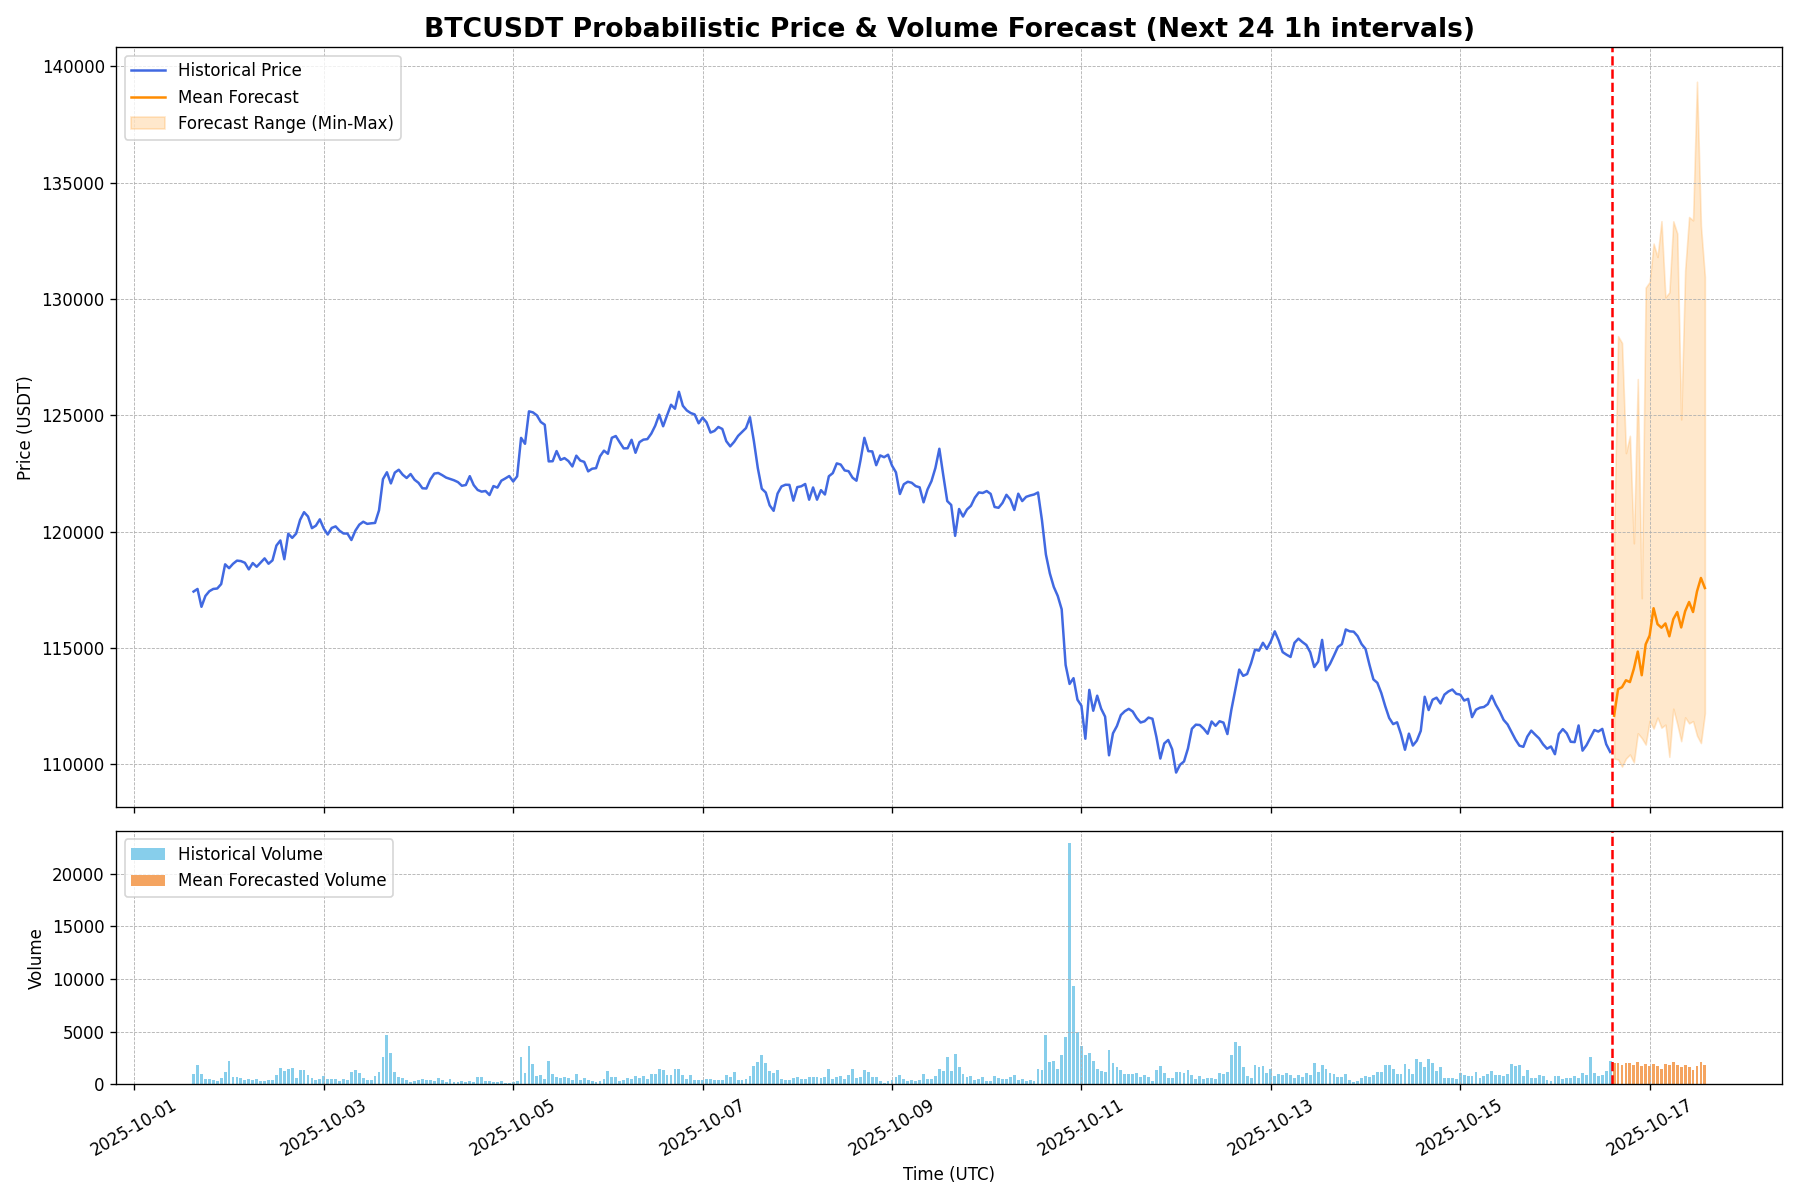 BTCUSDT Probabilistic Price & Volume Forecast (Next 24 1h intervals)
Historical Price
Mean Forecast
Forecast Range (Min-Max)
140000
135000
130000
125000
120000
115000
110000
Price (USDT)
Historical Volume
Mean Forecasted Volume
20000
15000
10000
5000
0
Volume
2025-10-01
2025-10-03
2025-10-05
2025-10-07
2025-10-09
2025-10-11
2025-10-13
2025-10-15
2025-10-17
Time (UTC)